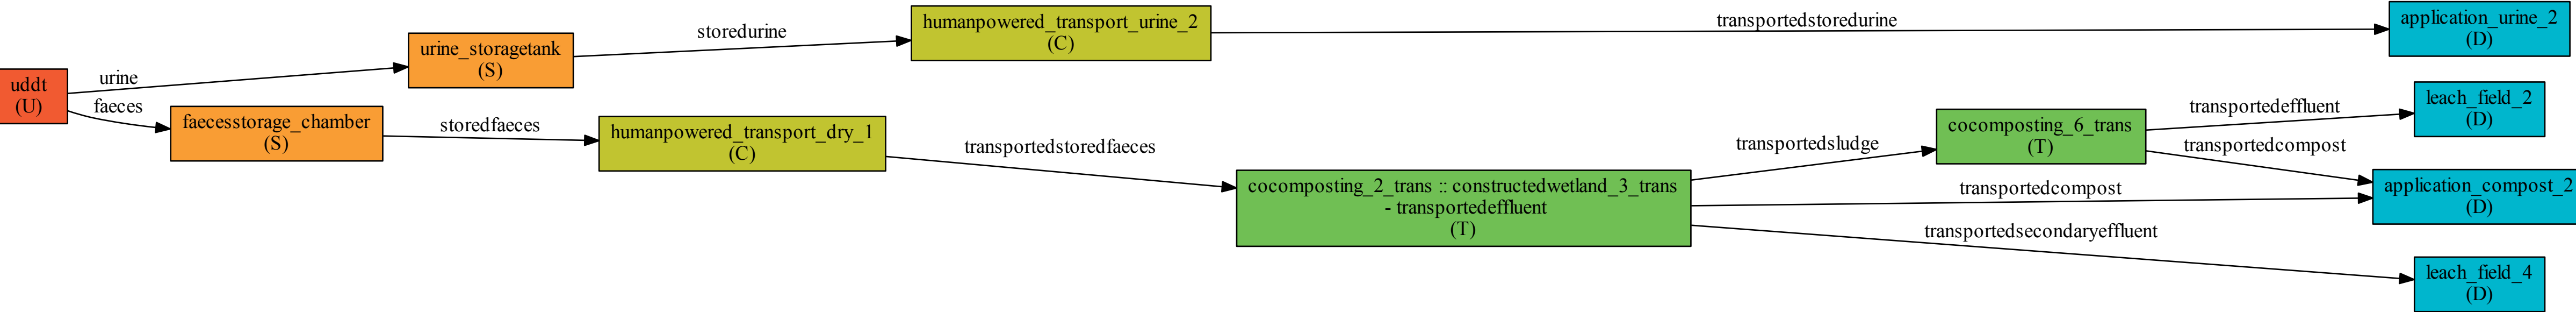 uddt
(U)
urine
faeces
urine_storagetank
(S)
faecesstorage_chamber
(S)
storedurine
storedfaeces
humanpowered_transport_urine_2
(C)
humanpowered_transport_dry_1
(C)
transportedstoredurine
transportedstoredfaeces
cocomposting_2_trans :: constructedwetland_3_trans
- transportedeffluent
(T)
transportedsludge
transportedcompost
transportedsecondaryeffluent
cocomposting_6_trans
(T)
transportedeffluent
transportedcompost
application_urine_2
(D)
leach_field_2
(D)
application_compost_2
(D)
leach_field_4
(D)